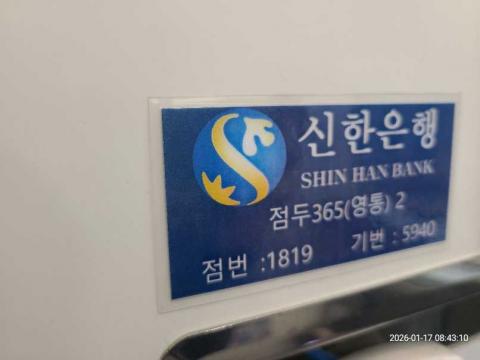 신한은행
SHIN HAN BANK
점두365(영통) 2
기번 : 5940
점번 :1819
2026-01-17 08:43:10